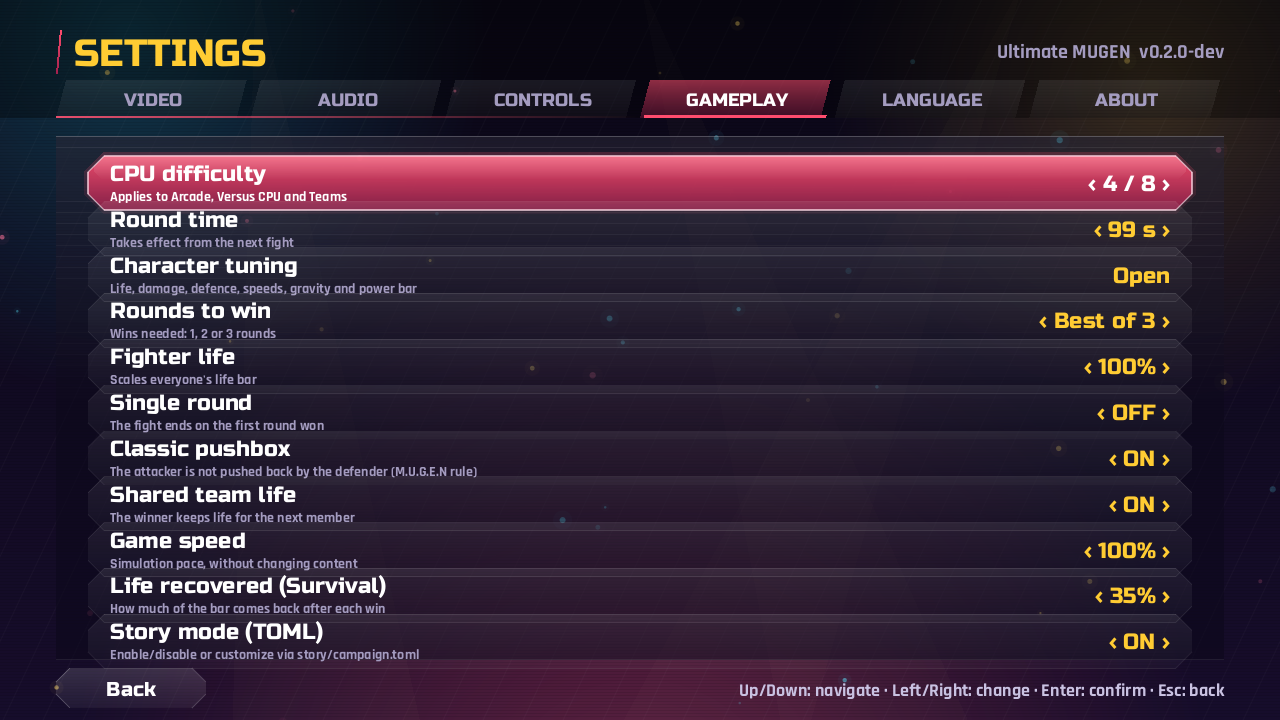 SETTINGS
Ultimate MUGEN v0.2.0-dev
VIDEO
AUDIO
CONTROLS
GAMEPLAY
LANGUAGE
ABOUT
CPU difficulty
Applies to Arcade, Versus CPU and Teams
‹ 4 / 8 ›
Round time
Takes effect from the next fight
‹ 99 s ›
Character tuning
Life, damage, defence, speeds, gravity and power bar
Open
Rounds to win
Wins needed: 1, 2 or 3 rounds
‹ Best of 3 ›
Fighter life
Scales everyone's life bar
‹ 100% ›
Single round
The fight ends on the first round won
‹ OFF ›
Classic pushbox
The attacker is not pushed back by the defender (M.U.G.E.N rule)
‹ ON ›
Shared team life
The winner keeps life for the next member
‹ ON ›
Game speed
Simulation pace, without changing content
‹ 100% ›
Life recovered (Survival)
How much of the bar comes back after each win
‹ 35% ›
Story mode (TOML)
Enable/disable or customize via story/campaign.toml
‹ ON ›
Back
Up/Down: navigate · Left/Right: change · Enter: confirm · Esc: back